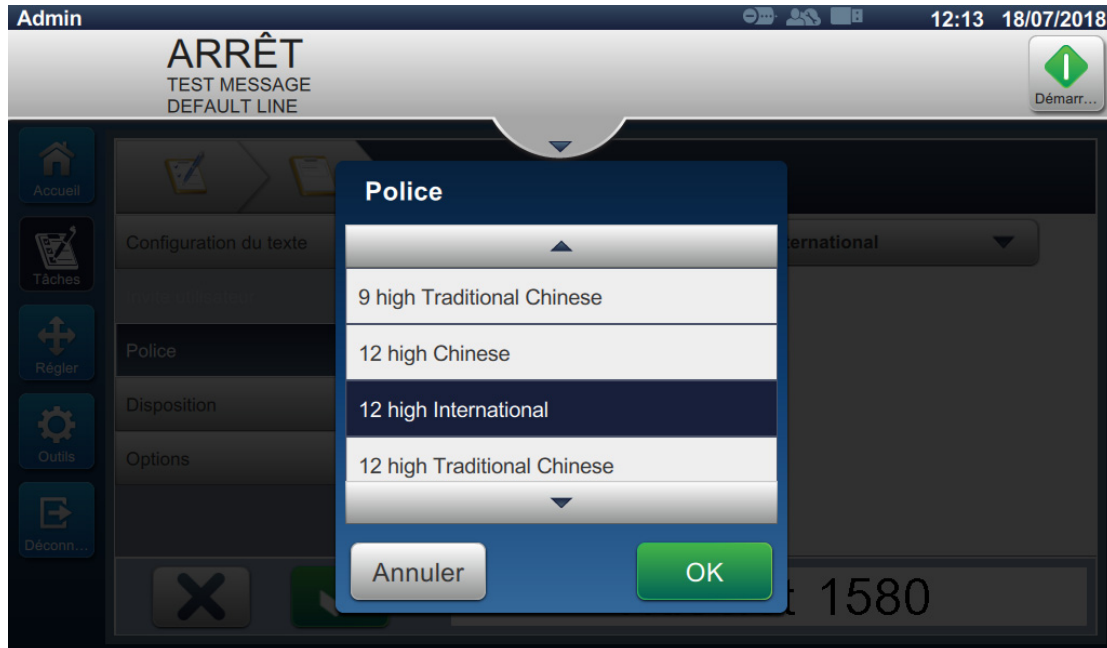 Admin
12:13 18/07/2018
ARRÊT
TEST MESSAGE
DEFAULT LINE
Démarr...
Accueil
Tâches
Régler
Outils
Déconn...
Configuration du texte
Police
Disposition
Options
Police
9 high Traditional Chinese
12 high Chinese
12 high International
12 high Traditional Chinese
Annuler
OK
1580